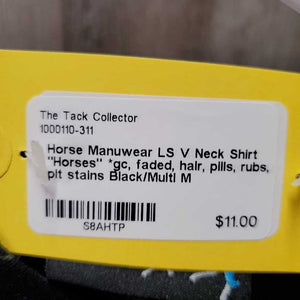 The Tack Collector
1000110-311
Horse Manuwear LS V Neck Shirt
"Horses" *gc, faded, hair, pills, rubs,
pit stains Black/Multi M
$11.00
S8AHTP